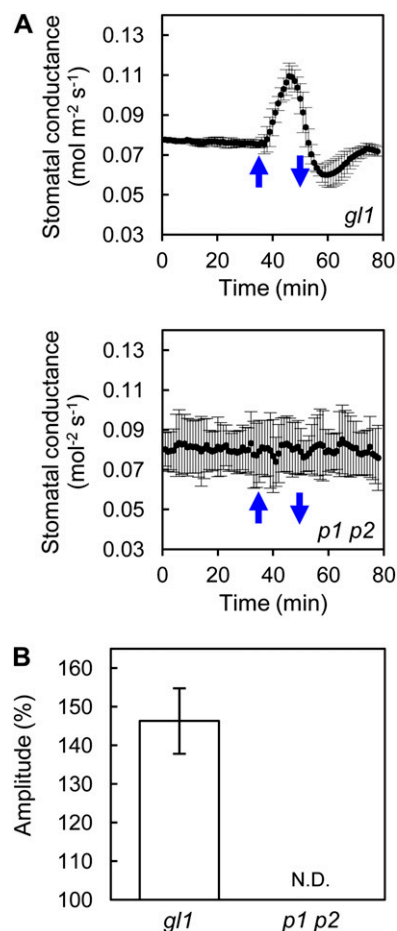 A
Stomatal conductance
(mol m-2 s-1)
0.13
0.11
0.09
0.07
0.05
0.03
gl1
0 20 40 60 80
Time (min)
Stomatal conductance
(mol-2 s-1)
0.13
0.11
0.09
0.07
0.05
0.03
p1 p2
0 20 40 60 80
Time (min)
B
Amplitude (%)
160
150
140
130
120
110
100
N.D.
gl1 p1 p2